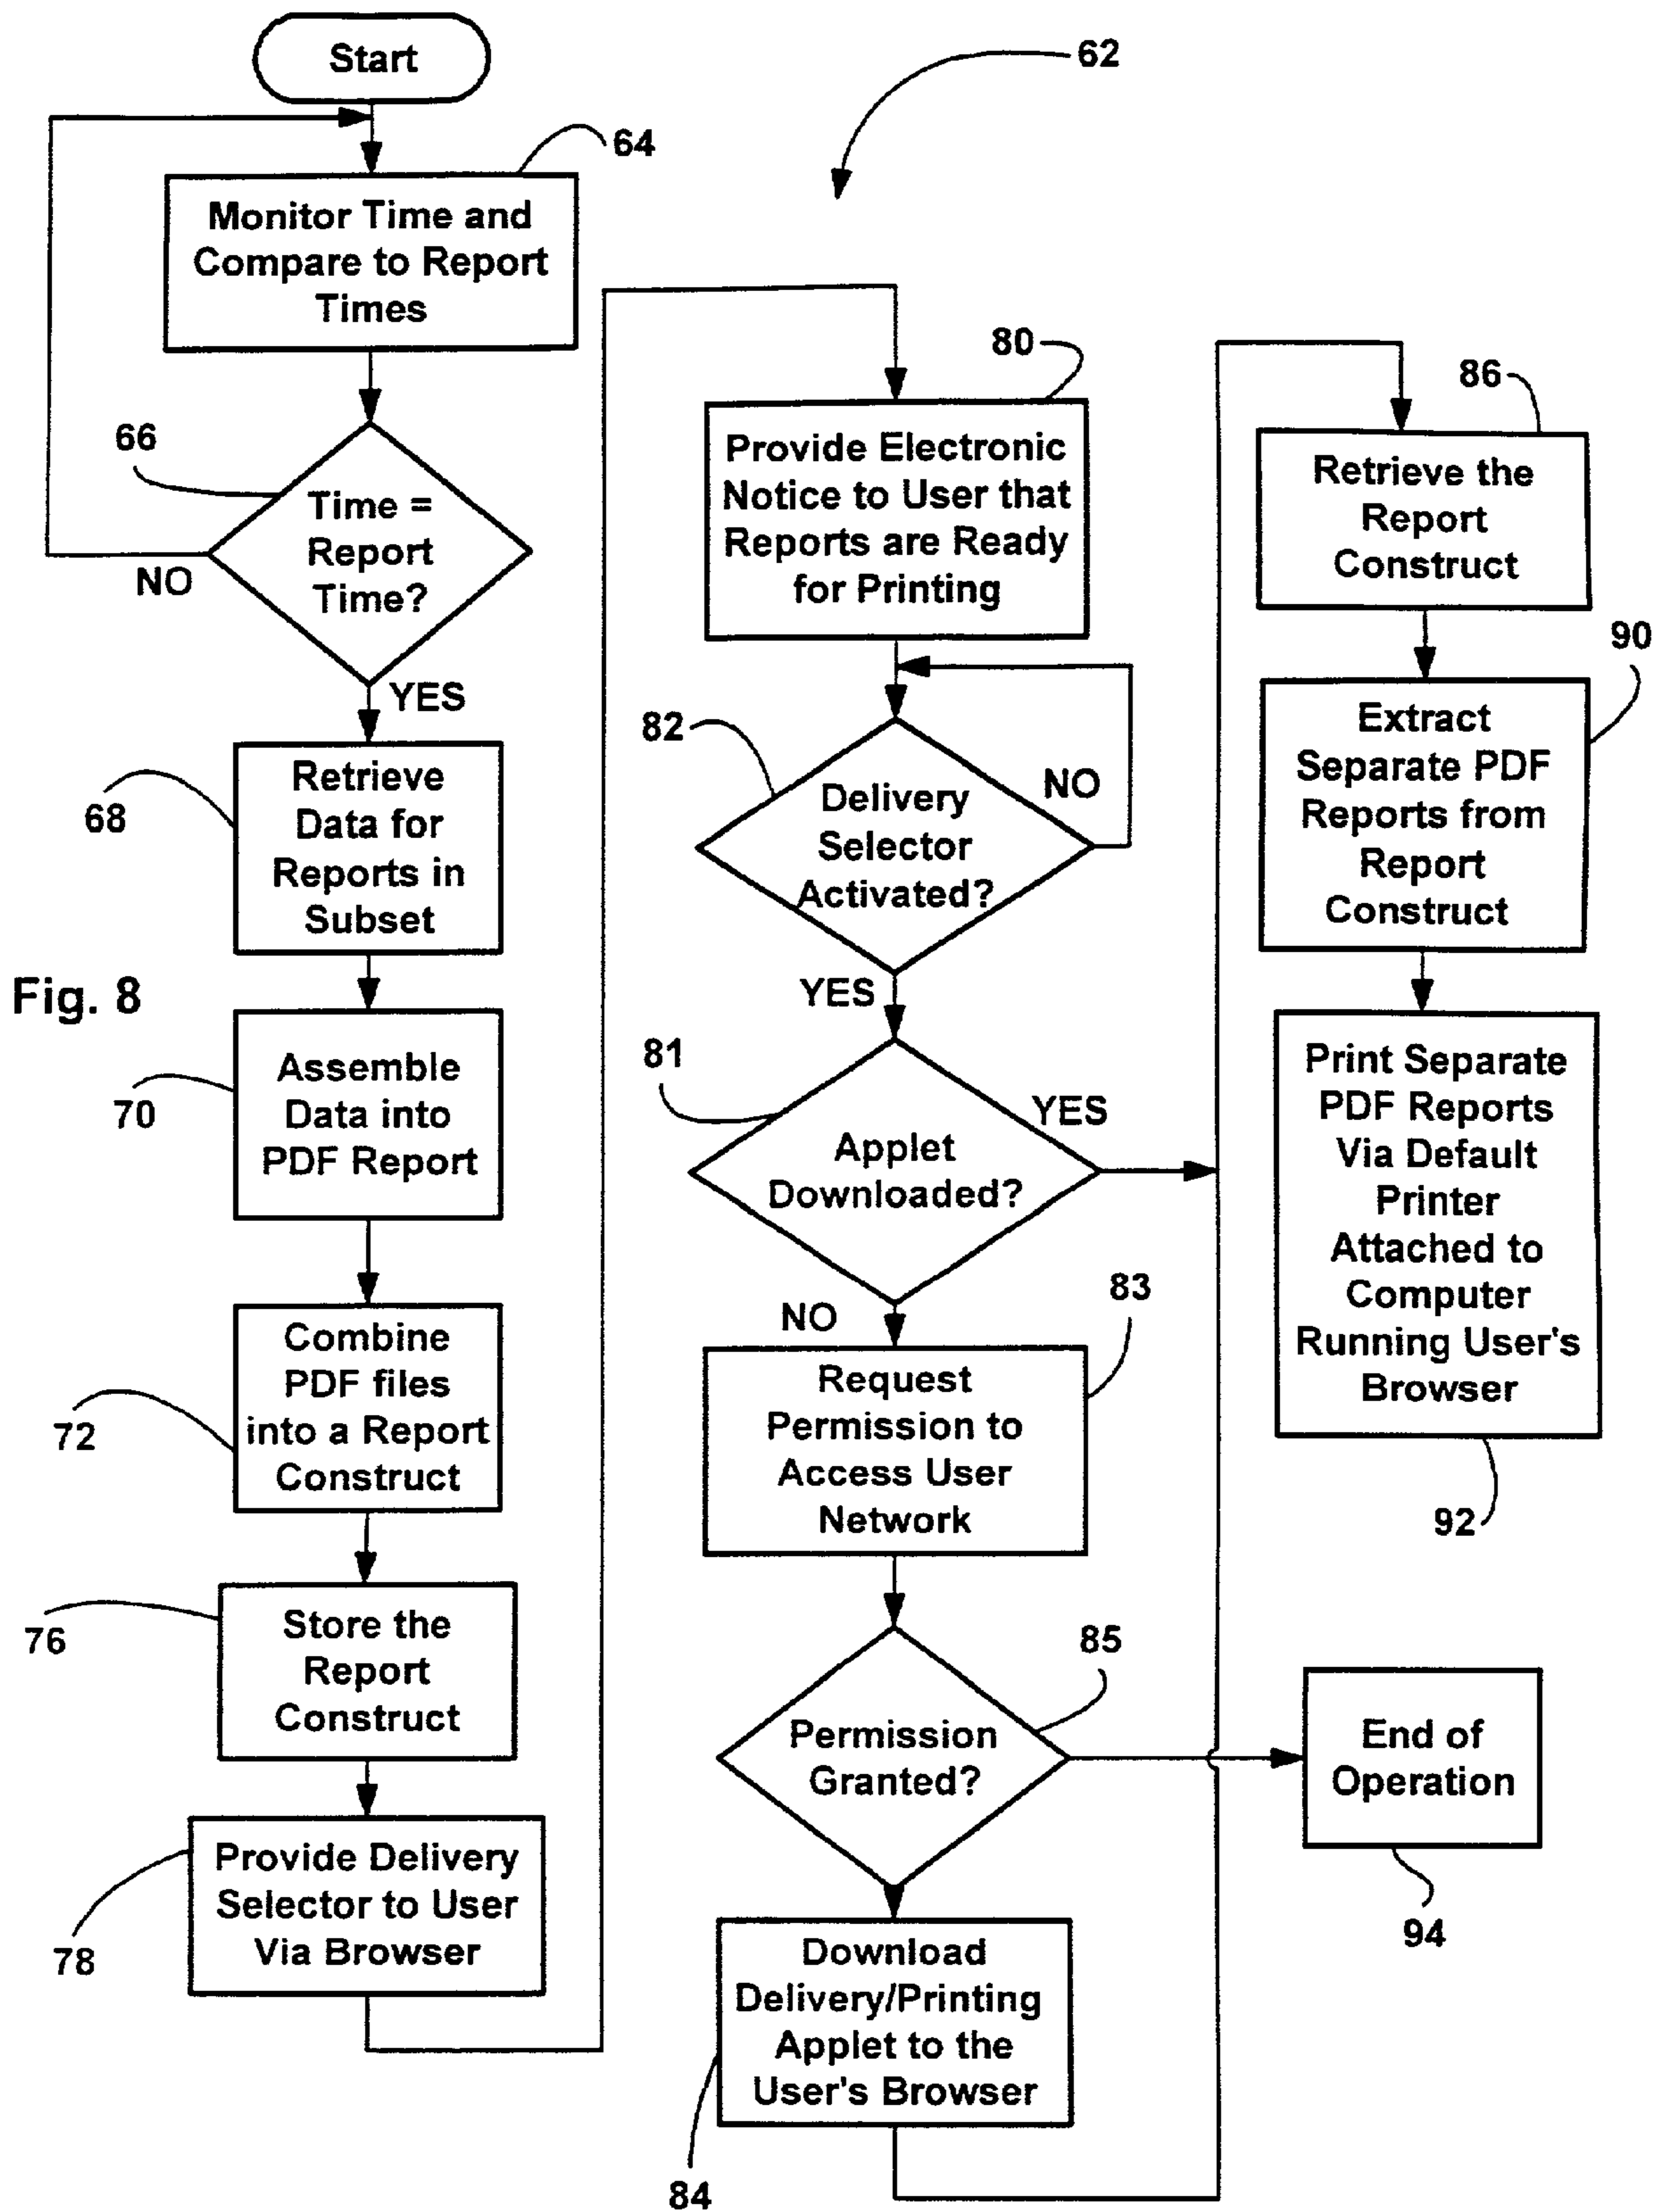 Start
62
64
Monitor Time and
Compare to Report
Times
66
Time =
Report
Time?
NO
YES
68
Retrieve
Data for
Reports in
Subset
Fig. 8
70
Assemble
Data into
PDF Report
72
Combine
PDF files
into a Report
Construct
76
Store the
Report
Construct
78
Provide Delivery
Selector to User
Via Browser
80
Provide Electronic
Notice to User that
Reports are Ready
for Printing
82
Delivery
Selector
Activated?
NO
YES
81
Applet
Downloaded?
YES
NO
83
Request
Permission to
Access User
Network
85
Permission
Granted?
Download
Delivery/Printing
Applet to the
User's Browser
84
86
Retrieve the
Report
Construct
90
Extract
Separate PDF
Reports from
Report
Construct
Print Separate
PDF Reports
Via Default
Printer
Attached to
Computer
Running User's
Browser
92
End of
Operation
94